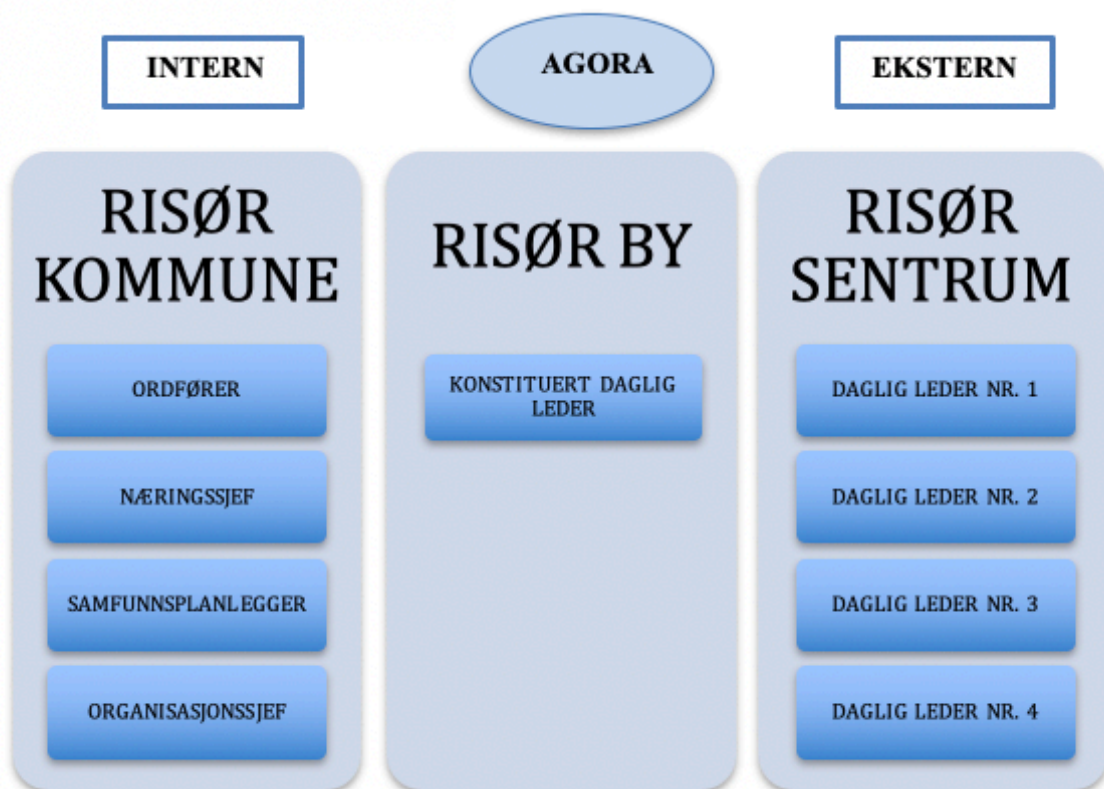 INTERN
AGORA
EKSTERN
RISØR
KOMMUNE
ORDFØRER
NÆRINGSSJEF
SAMFUNNSPLANLEGGER
ORGANISASJONSSJEF
RISØR BY
KONSTITUERT DAGLIG
LEDER
RISØR
SENTRUM
DAGLIG LEDER NR. 1
DAGLIG LEDER NR. 2
DAGLIG LEDER NR. 3
DAGLIG LEDER NR. 4